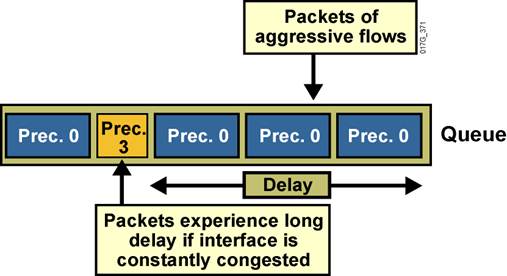 Packets of
aggressive flows
017G_371
Prec. 0
Prec.
3
Prec. 0
Prec. 0
Prec. 0
Queue
Delay
Packets experience long
delay if interface is
constantly congested